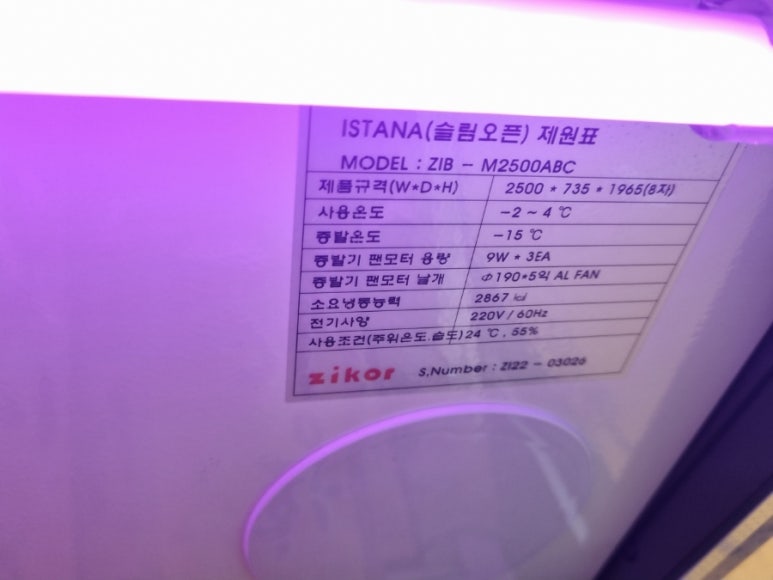 ISTANA(슬림오픈) 제원표
MODEL : ZIB - M2500ABC
제품규격(W*D*H) 2500 * 735 * 1965(8자)
사용온도 -2 ~ 4 ℃
증발온도 -15 ℃
증발기 팬모터 용량 9W * 3EA
증발기 팬모터 날개 Φ190*5익 AL FAN
소요냉동능력 2867 ㎉
전기사양 220V / 60Hz
사용조건(주위온도.습도) 24 ℃ , 55%
zikor S,Number : ZI22 - 03026